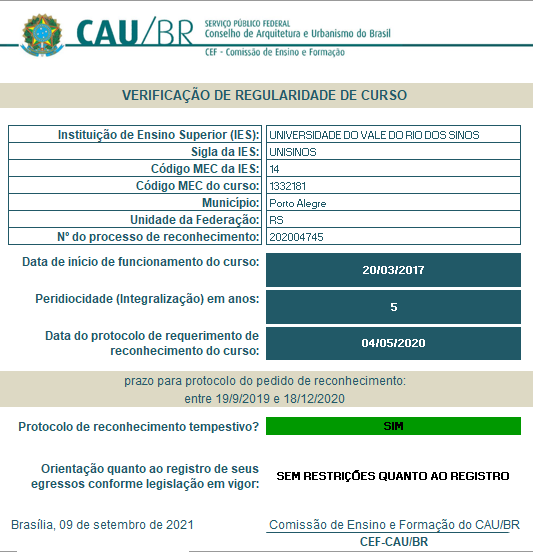 CAU/BR
SERVIÇO PÚBLICO FEDERAL
Conselho de Arquitetura e Urbanismo do Brasil
CEF - Comissão de Ensino e Formação
VERIFICAÇÃO DE REGULARIDADE DE CURSO
Instituição de Ensino Superior (IES): UNIVERSIDADE DO VALE DO RIO DOS SINOS
Sigla da IES: UNISINOS
Código MEC da IES: 14
Código MEC do curso: 1332181
Município: Porto Alegre
Unidade da Federação: RS
Nº do processo de reconhecimento: 202004745
Data de início de funcionamento do curso: 20/03/2017
Peridiocidade (Integralização) em anos: 5
Data do protocolo de requerimento de
reconhecimento do curso: 04/05/2020
prazo para protocolo do pedido de reconhecimento:
entre 19/9/2019 e 18/12/2020
Protocolo de reconhecimento tempestivo? SIM
Orientação quanto ao registro de seus
egressos conforme legislação em vigor: SEM RESTRIÇÕES QUANTO AO REGISTRO
Brasília, 09 de setembro de 2021
Comissão de Ensino e Formação do CAU/BR
CEF-CAU/BR